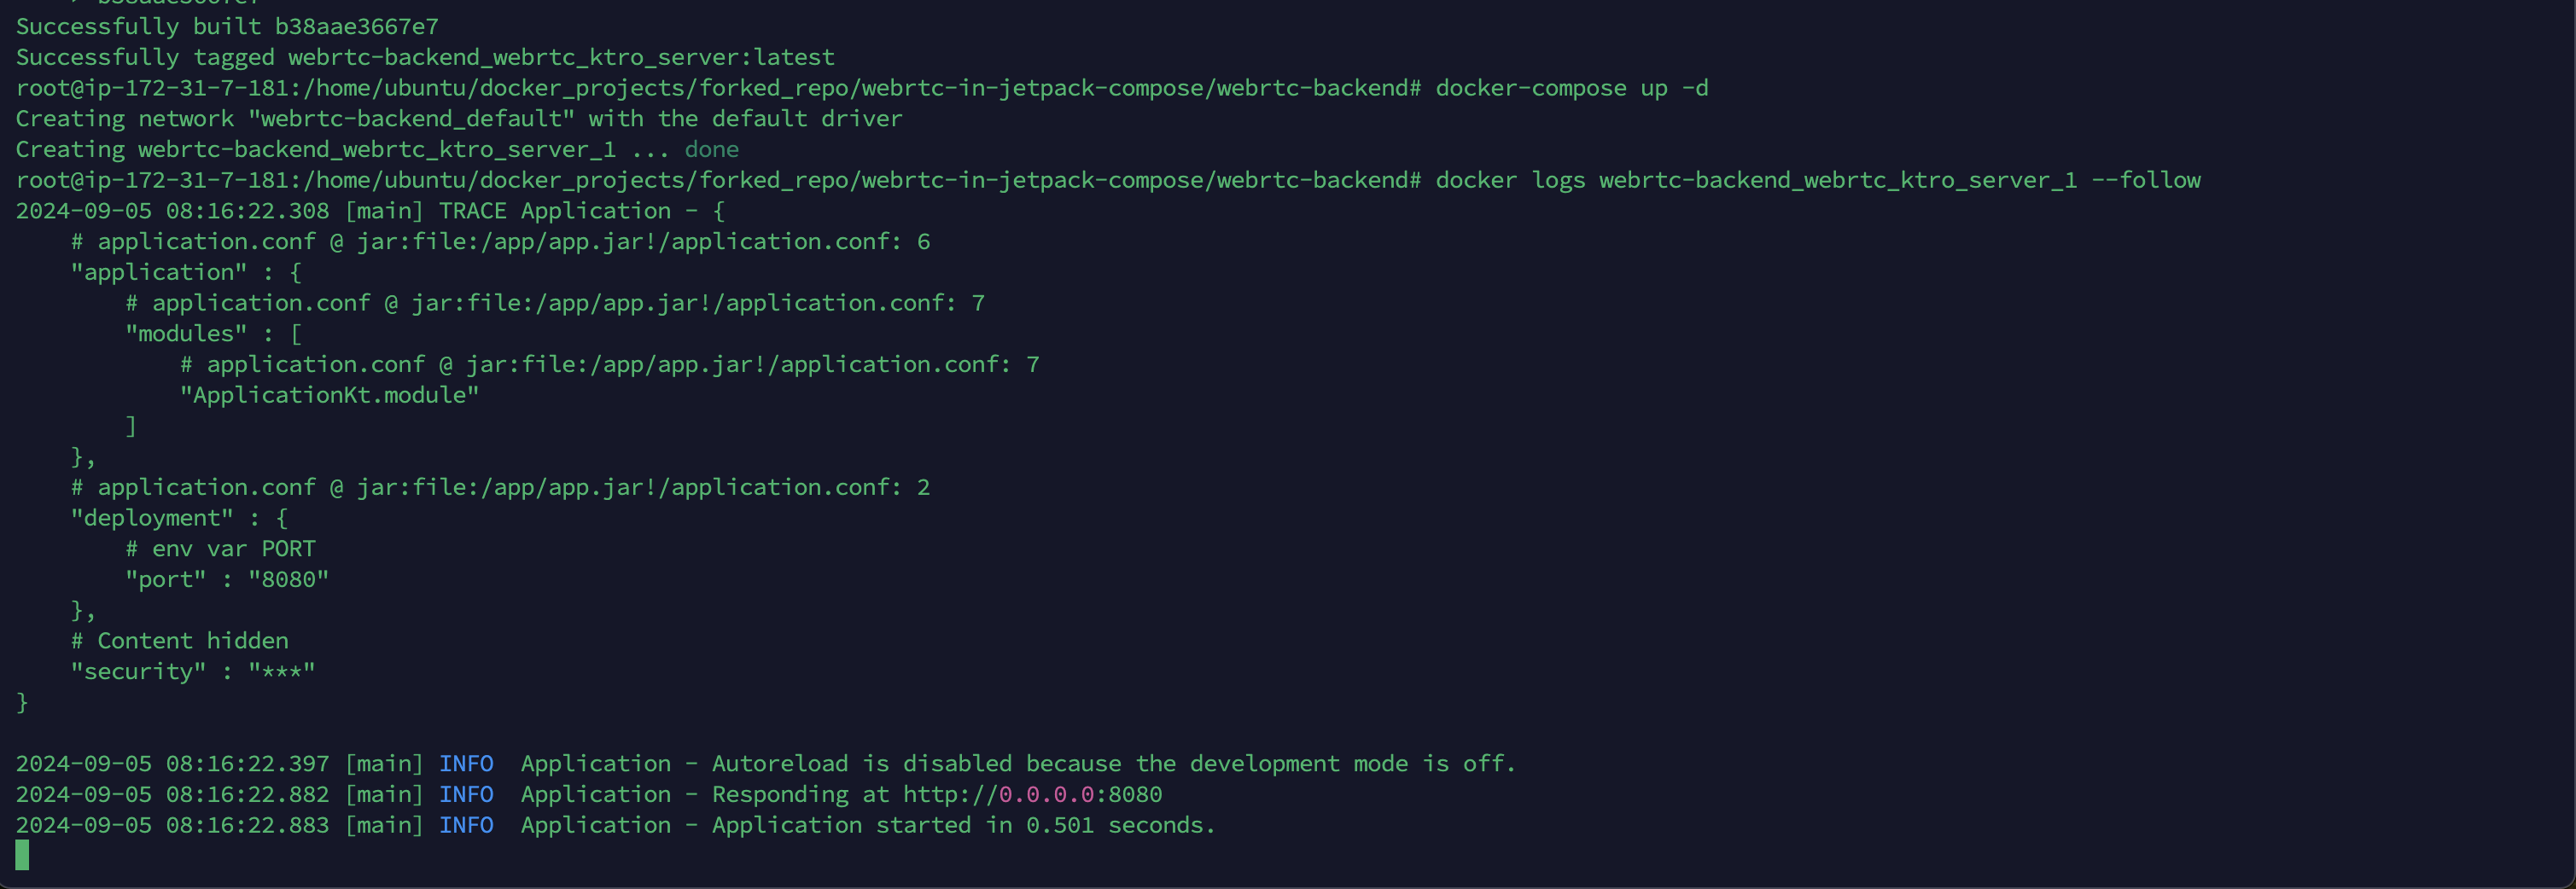 Successfully built b38aae3667e7
Successfully tagged webrtc-backend_webrtc_ktro_server:latest
root@ip-172-31-7-181:/home/ubuntu/docker_projects/forked_repo/webrtc-in-jetpack-compose/webrtc-backend# docker-compose up -d
Creating network "webrtc-backend_default" with the default driver
Creating webrtc-backend_webrtc_ktro_server_1 ... done
root@ip-172-31-7-181:/home/ubuntu/docker_projects/forked_repo/webrtc-in-jetpack-compose/webrtc-backend# docker logs webrtc-backend_webrtc_ktro_server_1 --follow
2024-09-05 08:16:22.308 [main] TRACE Application - {
    # application.conf @ jar:file:/app/app.jar!/application.conf: 6
    "application" : {
        # application.conf @ jar:file:/app/app.jar!/application.conf: 7
        "modules" : [
            # application.conf @ jar:file:/app/app.jar!/application.conf: 7
            "ApplicationKt.module"
        ]
    },
    # application.conf @ jar:file:/app/app.jar!/application.conf: 2
    "deployment" : {
        # env var PORT
        "port" : "8080"
    },
    # Content hidden
    "security" : "***"
}

2024-09-05 08:16:22.397 [main] INFO  Application - Autoreload is disabled because the development mode is off.
2024-09-05 08:16:22.882 [main] INFO  Application - Responding at http://0.0.0.0:8080
2024-09-05 08:16:22.883 [main] INFO  Application - Application started in 0.501 seconds.